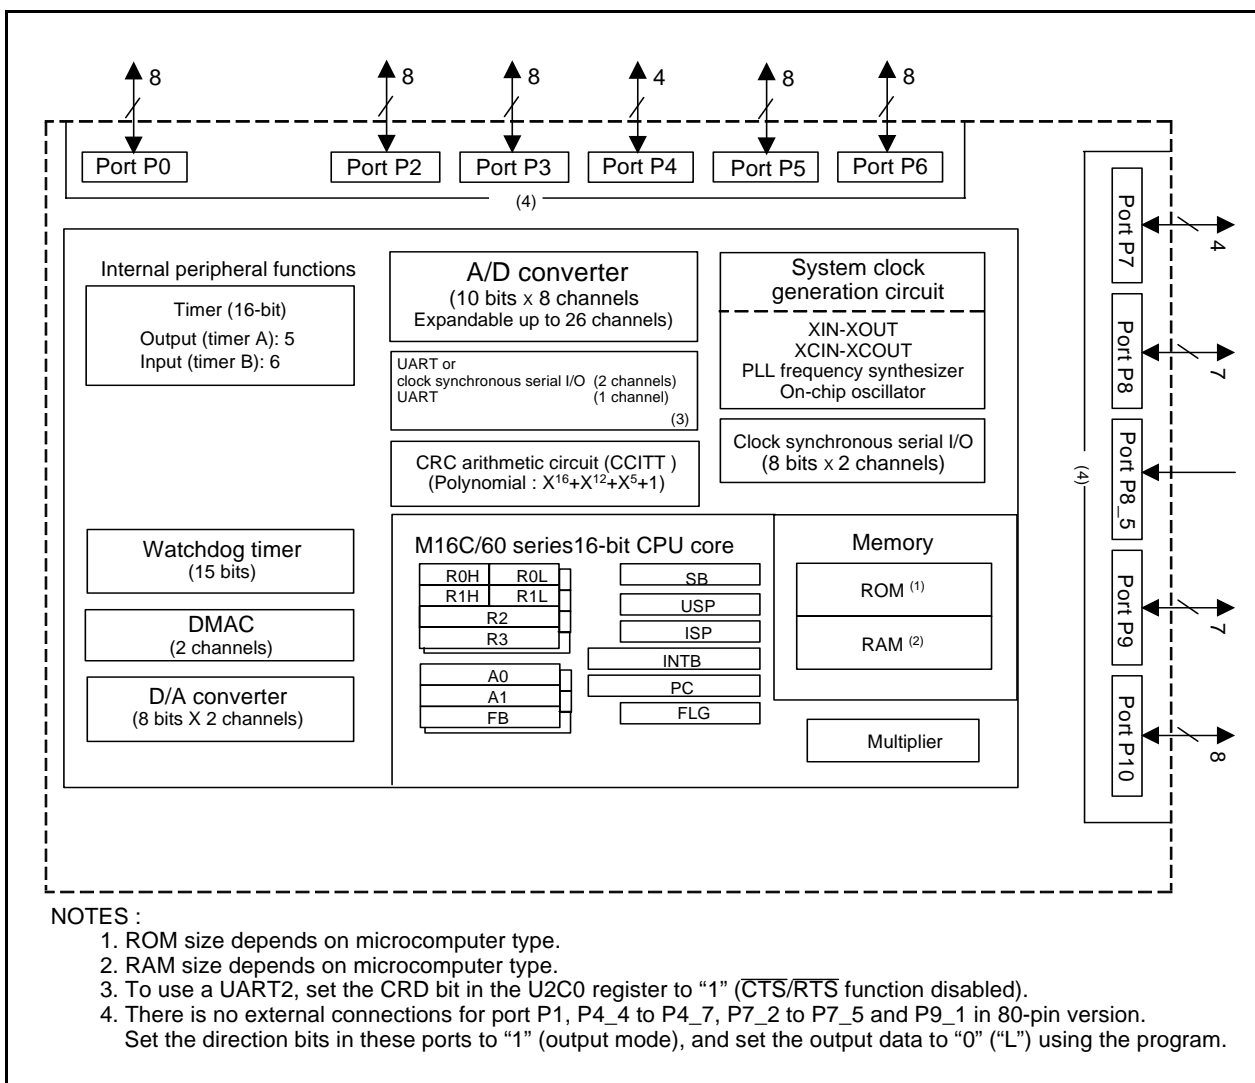 8
8
8
4
8
8
Port P0
Port P2
Port P3
Port P4
Port P5
Port P6
(4)
Internal peripheral functions
Timer (16-bit)
Output (timer A): 5
Input (timer B): 6
A/D converter
(10 bits x 8 channels
Expandable up to 26 channels)
UART or
clock synchronous serial I/O (2 channels)
UART (1 channel)
(3)
CRC arithmetic circuit (CCITT )
(Polynomial : X¹⁶+X¹²+X⁵+1)
System clock
generation circuit
XIN-XOUT
XCIN-XCOUT
PLL frequency synthesizer
On-chip oscillator
Clock synchronous serial I/O
(8 bits x 2 channels)
Watchdog timer
(15 bits)
DMAC
(2 channels)
D/A converter
(8 bits X 2 channels)
M16C/60 series16-bit CPU core
R0H R0L
R1H R1L
R2
R3
A0
A1
FB
SB
USP
ISP
INTB
PC
FLG
Memory
ROM (1)
RAM (2)
Multiplier
(4)
Port P7
4
Port P8
7
Port P8_5
Port P9
7
Port P10
8
NOTES :
1. ROM size depends on microcomputer type.
2. RAM size depends on microcomputer type.
3. To use a UART2, set the CRD bit in the U2C0 register to “1” (C̅T̅S̅/R̅T̅S̅ function disabled).
4. There is no external connections for port P1, P4_4 to P4_7, P7_2 to P7_5 and P9_1 in 80-pin version.
Set the direction bits in these ports to “1” (output mode), and set the output data to “0” (“L”) using the program.